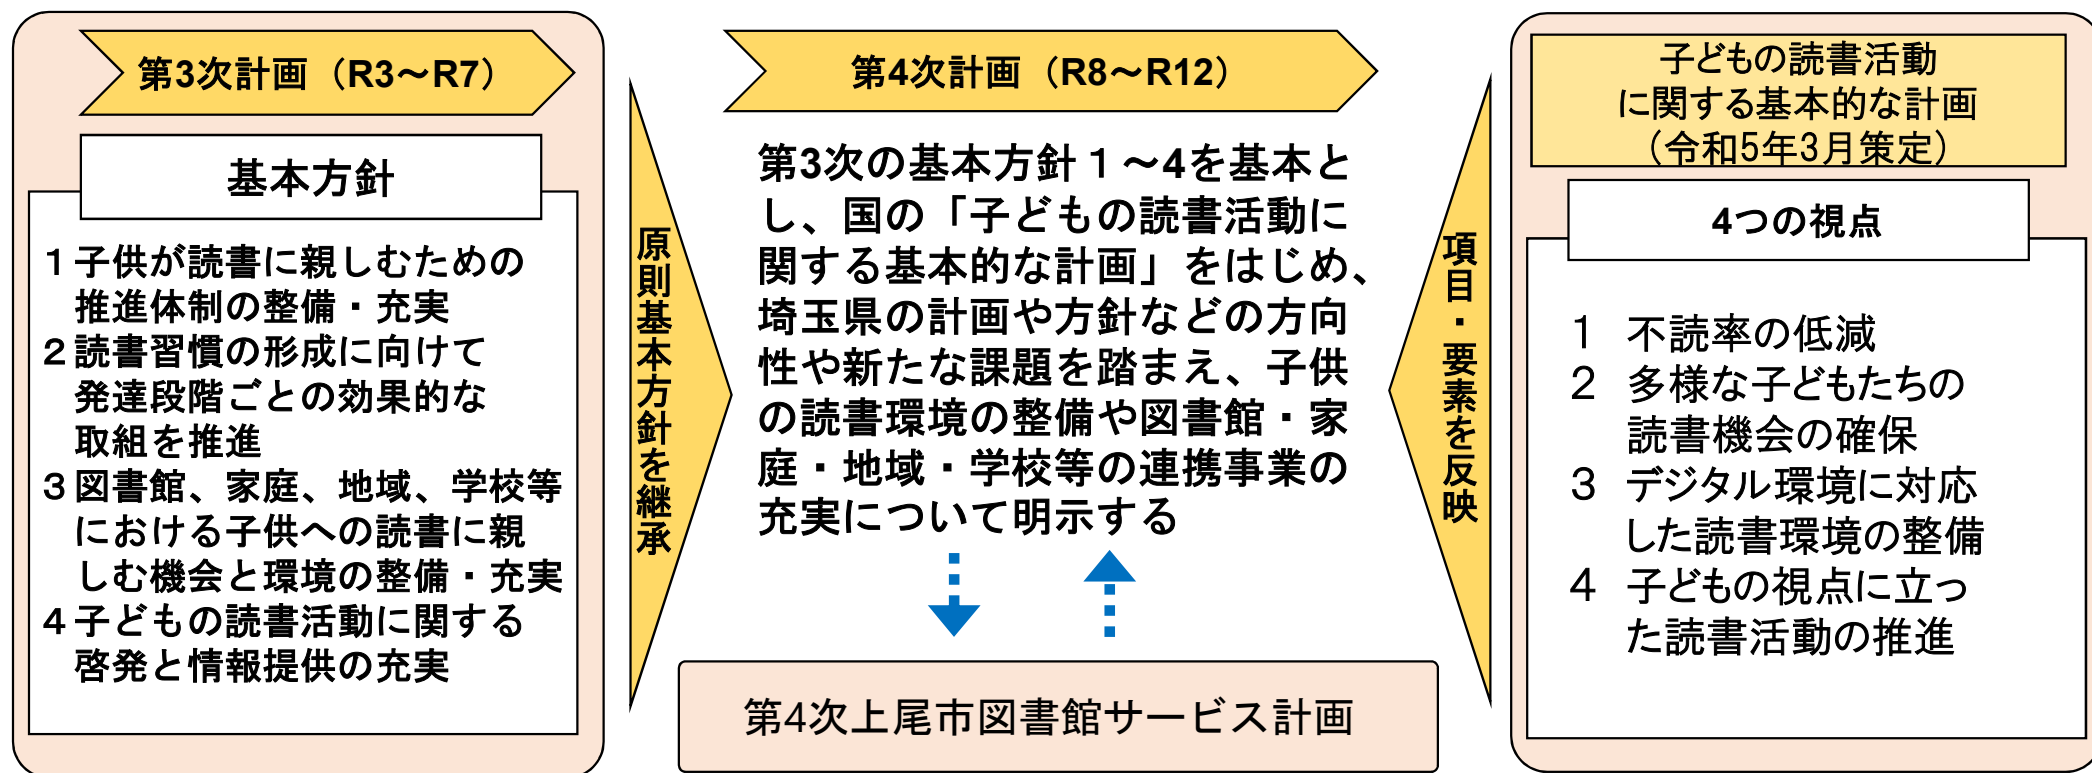 第3次計画（R3～R7）
基本方針
１子供が読書に親しむための
推進体制の整備・充実
２読書習慣の形成に向けて
発達段階ごとの効果的な
取組を推進
３図書館、家庭、地域、学校等
における子供への読書に親
しむ機会と環境の整備・充実
４子どもの読書活動に関する
啓発と情報提供の充実
原則基本方針を継承
第4次計画（R8～R12）
第3次の基本方針１～4を基本と
し、国の「子どもの読書活動に
関する基本的な計画」をはじめ、
埼玉県の計画や方針などの方向
性や新たな課題を踏まえ、子供
の読書環境の整備や図書館・家
庭・地域・学校等の連携事業の
充実について明示する
第4次上尾市図書館サービス計画
項目・要素を反映
子どもの読書活動
に関する基本的な計画
（令和5年3月策定）
4つの視点
１　不読率の低減
２　多様な子どもたちの
読書機会の確保
３　デジタル環境に対応
した読書環境の整備
４　子どもの視点に立っ
た読書活動の推進